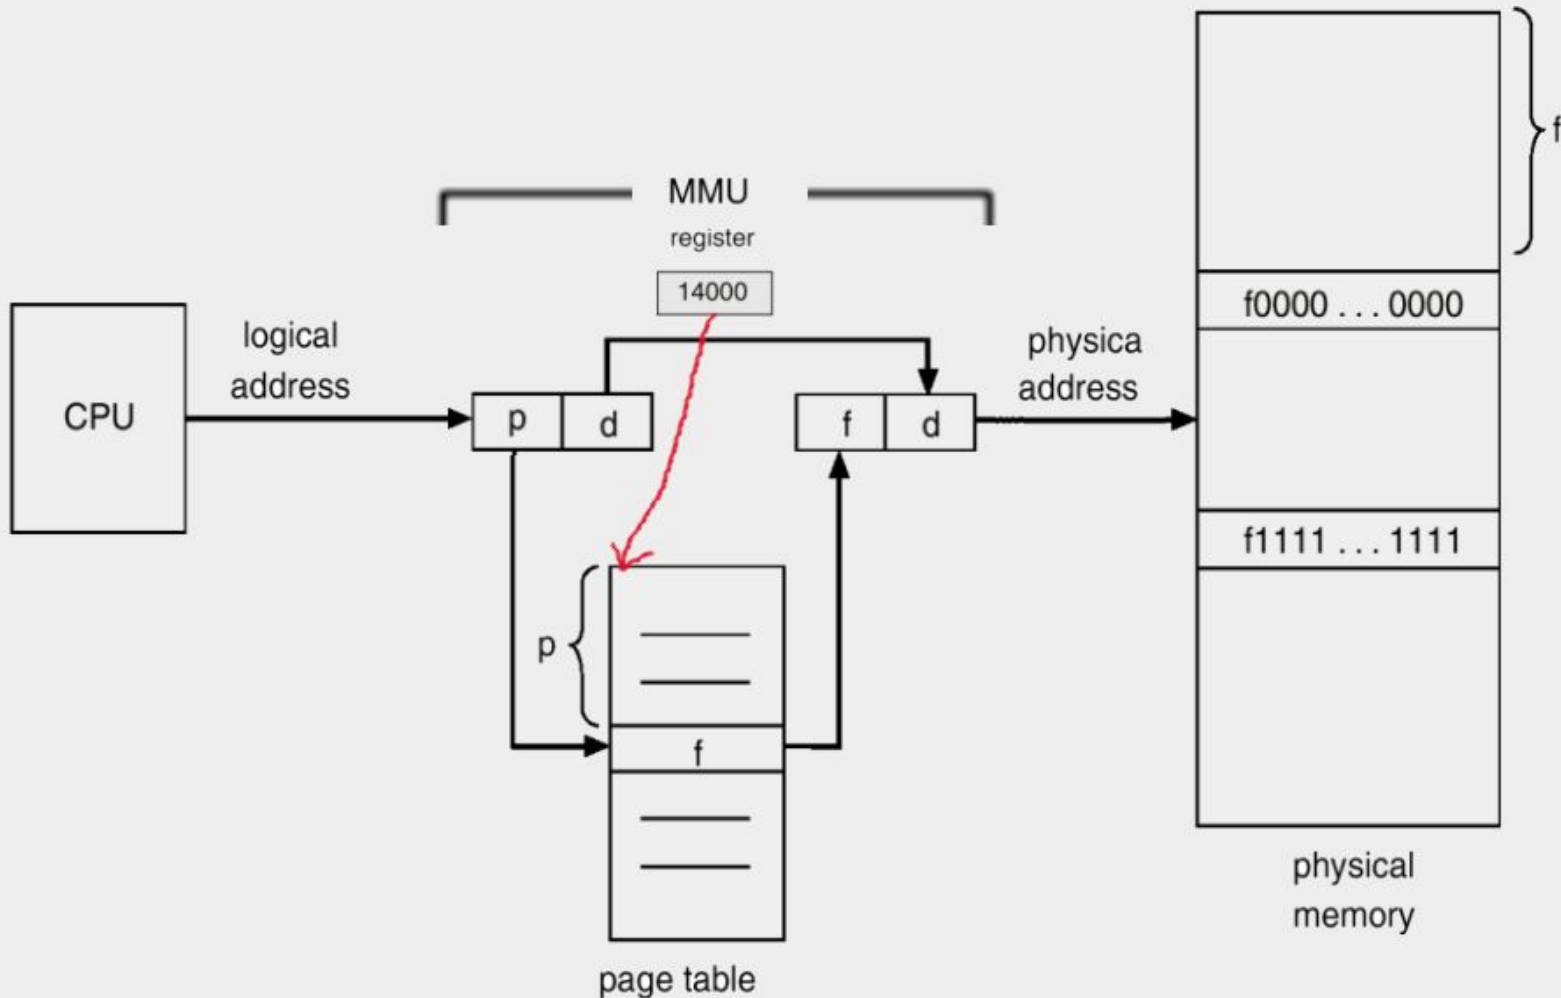 MMU
register
14000
f
f0000 . . . 0000
CPU
logical
address
p
d
f
d
physica
address
f1111 . . . 1111
p
f
physical
memory
page table